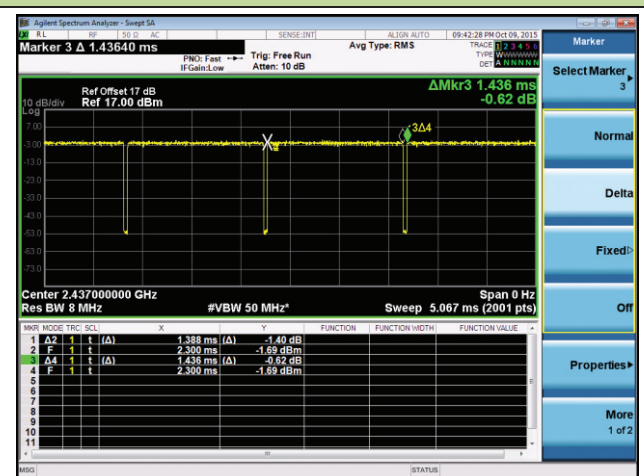 Agilent Spectrum Analyzer - Swept SA
RL RF 50 Ω AC SENSE:INT ALIGN AUTO 09:42:28 PM Oct 09, 2015
Marker 3 Δ 1.43640 ms
PNO: Fast
IFGain:Low
Trig: Free Run
Atten: 10 dB
Avg Type: RMS
TRACE 1 2 3 4 5 6
TYPE WWWWWW
DET A N N N N N
ΔMkr3 1.436 ms
-0.62 dB
Ref Offset 17 dB
10 dB/div Ref 17.00 dBm
Log
7.00
-3.00
-13.0
-23.0
-33.0
-43.0
-53.0
-63.0
-73.0
3Δ4
Center 2.437000000 GHz Span 0 Hz
Res BW 8 MHz #VBW 50 MHz* Sweep 5.067 ms (2001 pts)
MKR MODE TRC SCL X Y FUNCTION FUNCTION WIDTH FUNCTION VALUE
1 Δ2 1 t (Δ) 1.388 ms (Δ) -1.40 dB
2 F 1 t 2.300 ms -1.69 dBm
3 Δ4 1 t (Δ) 1.436 ms (Δ) -0.62 dB
4 F 1 t 2.300 ms -1.69 dBm
5
6
7
8
9
10
11
MSG STATUS
Marker
Select Marker
3
Normal
Delta
Fixed
Off
Properties
More
1 of 2